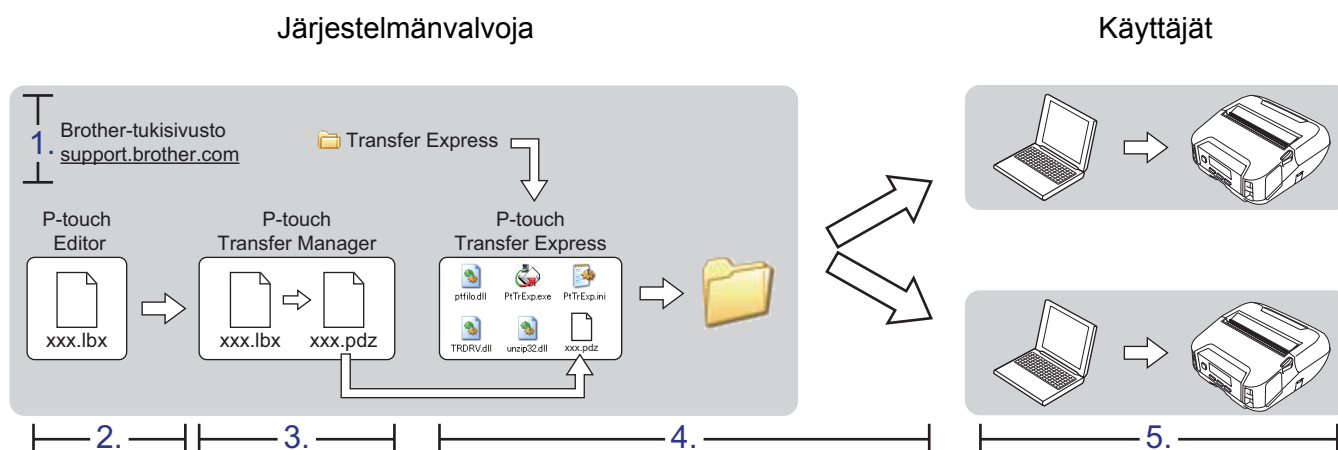 Järjestelmänvalvoja
Käyttäjät
1.
Brother-tukisivusto
support.brother.com
Transfer Express
P-touch
Editor
xxx.lbx
P-touch
Transfer Manager
xxx.lbx
xxx.pdz
P-touch
Transfer Express
ptfilo.dll
PtTrExp.exe
PtTrExp.ini
TRDRV.dll
unzip32.dll
xxx.pdz
2.
3.
4.
5.